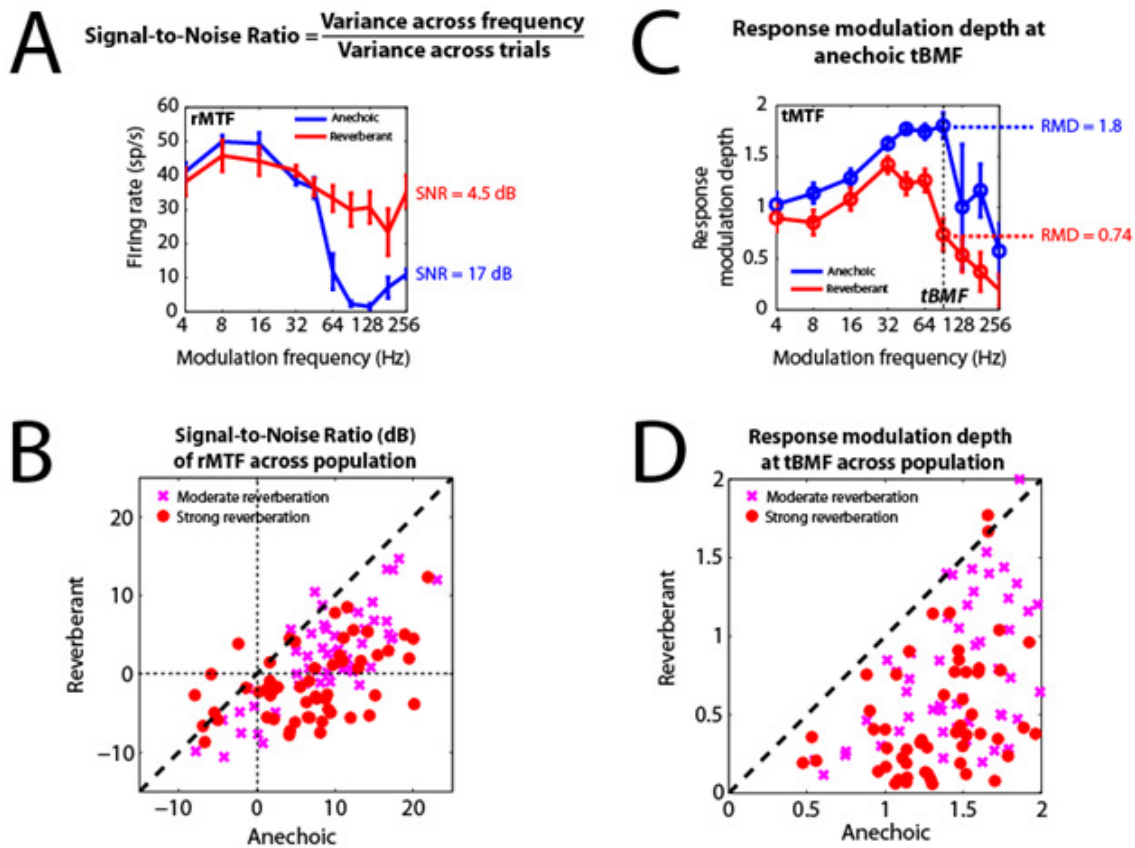 A
Signal-to-Noise Ratio = Variance across frequency
Variance across trials
rMTF
Anechoic
Reverberant
60
50
40
30
20
10
0
Firing rate (sp/s)
SNR = 4.5 dB
SNR = 17 dB
4 8 16 32 64 128 256
Modulation frequency (Hz)
C
Response modulation depth at
anechoic tBMF
tMTF
2
1.5
1
0.5
0
Response
modulation depth
RMD = 1.8
RMD = 0.74
Anechoic
Reverberant
tBMF
4 8 16 32 64 128 256
Modulation frequency (Hz)
B
Signal-to-Noise Ratio (dB)
of rMTF across population
Moderate reverberation
Strong reverberation
20
10
0
−10
Reverberant
−10 0 10 20
Anechoic
D
Response modulation depth
at tBMF across population
Moderate reverberation
Strong reverberation
2
1.5
1
0.5
0
Reverberant
0 0.5 1 1.5 2
Anechoic